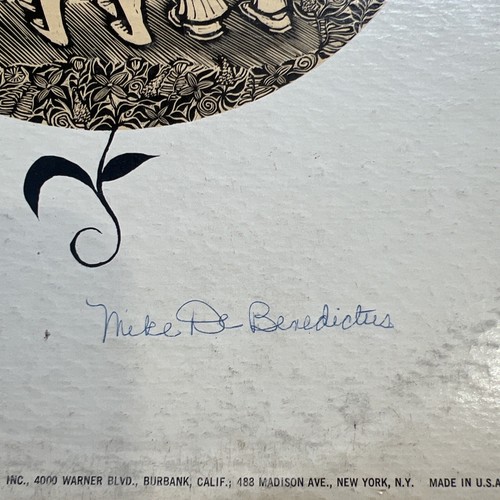 Mike De Benedictus
INC., 4000 WARNER BLVD., BURBANK, CALIF.; 488 MADISON AVE., NEW YORK, N.Y. MADE IN U.S.A